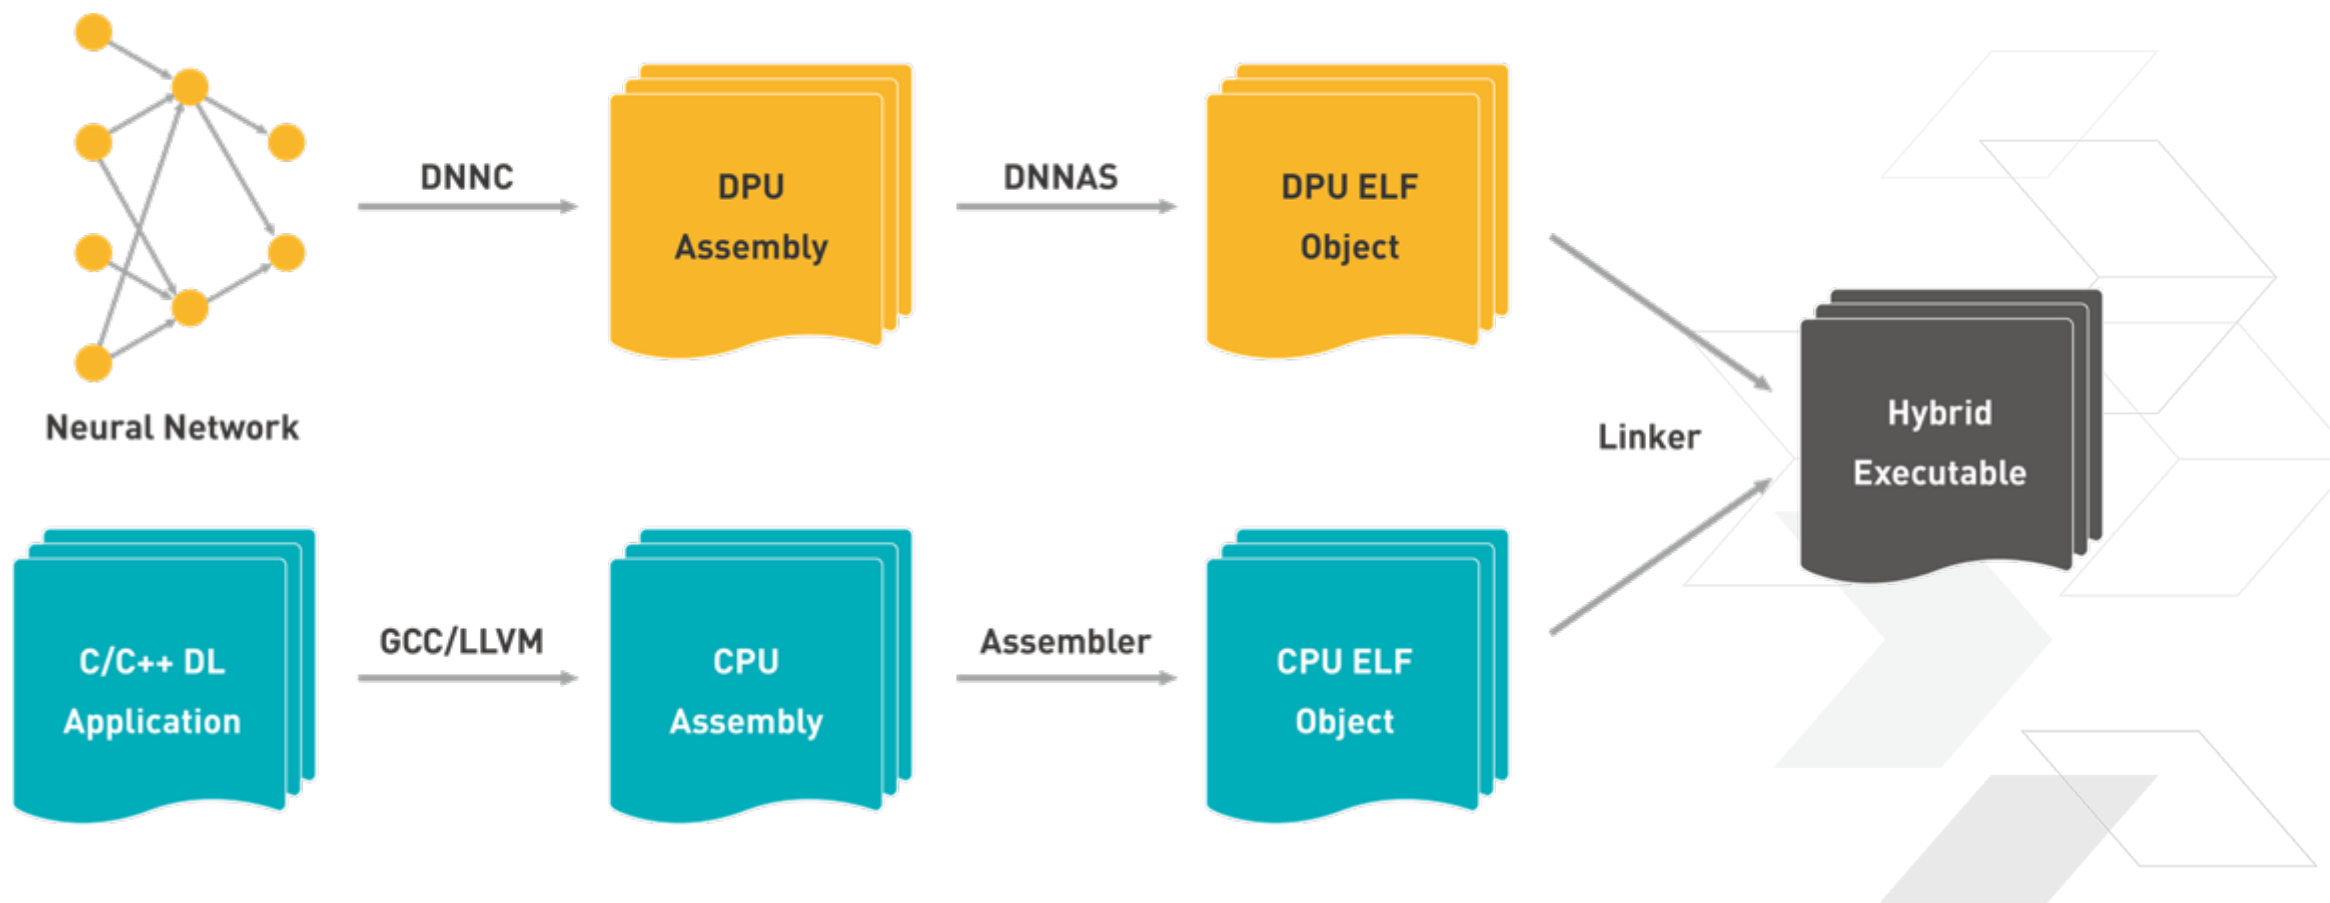 DNNC
DPU
Assembly
DNNAS
DPU ELF
Object
Neural Network
Linker
Hybrid
Executable
C/C++ DL
Application
GCC/LLVM
CPU
Assembly
Assembler
CPU ELF
Object